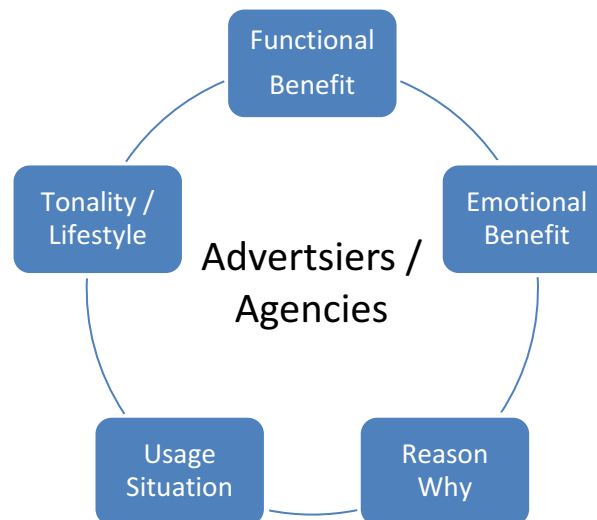 Functional
Benefit
Tonality /
Lifestyle
Emotional
Benefit
Advertsiers /
Agencies
Usage
Situation
Reason
Why